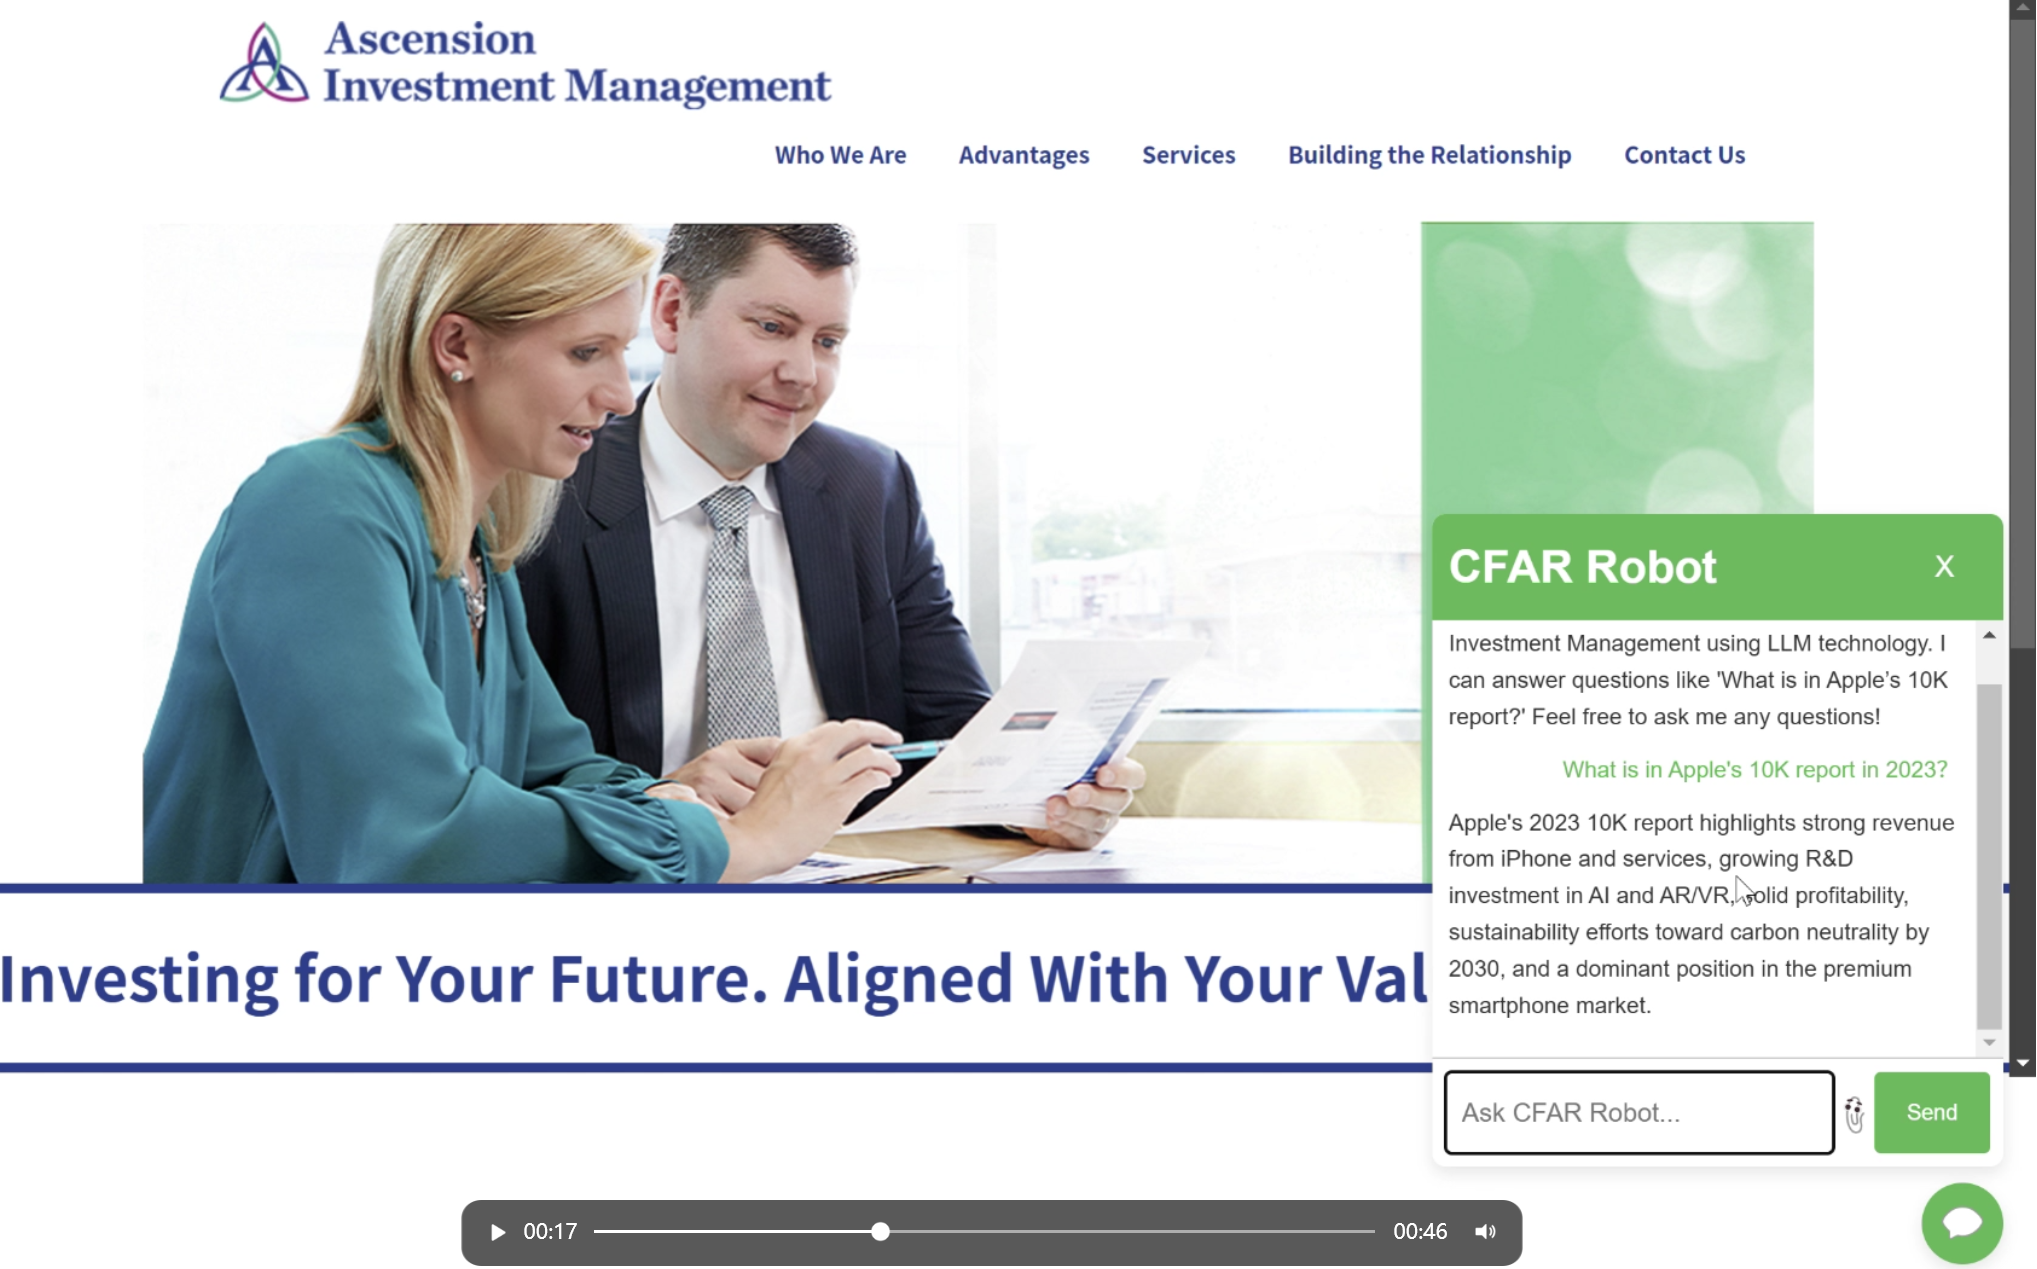 Ascension
Investment Management
Who We Are Advantages Services Building the Relationship Contact Us
CFAR Robot X
Investment Management using LLM technology. I
can answer questions like 'What is in Apple’s 10K
report?' Feel free to ask me any questions!
What is in Apple's 10K report in 2023?
Apple's 2023 10K report highlights strong revenue
from iPhone and services, growing R&D
investment in AI and AR/VR, solid profitability,
sustainability efforts toward carbon neutrality by
2030, and a dominant position in the premium
smartphone market.
Investing for Your Future. Aligned With Your Val
Ask CFAR Robot... Send
00:17 00:46